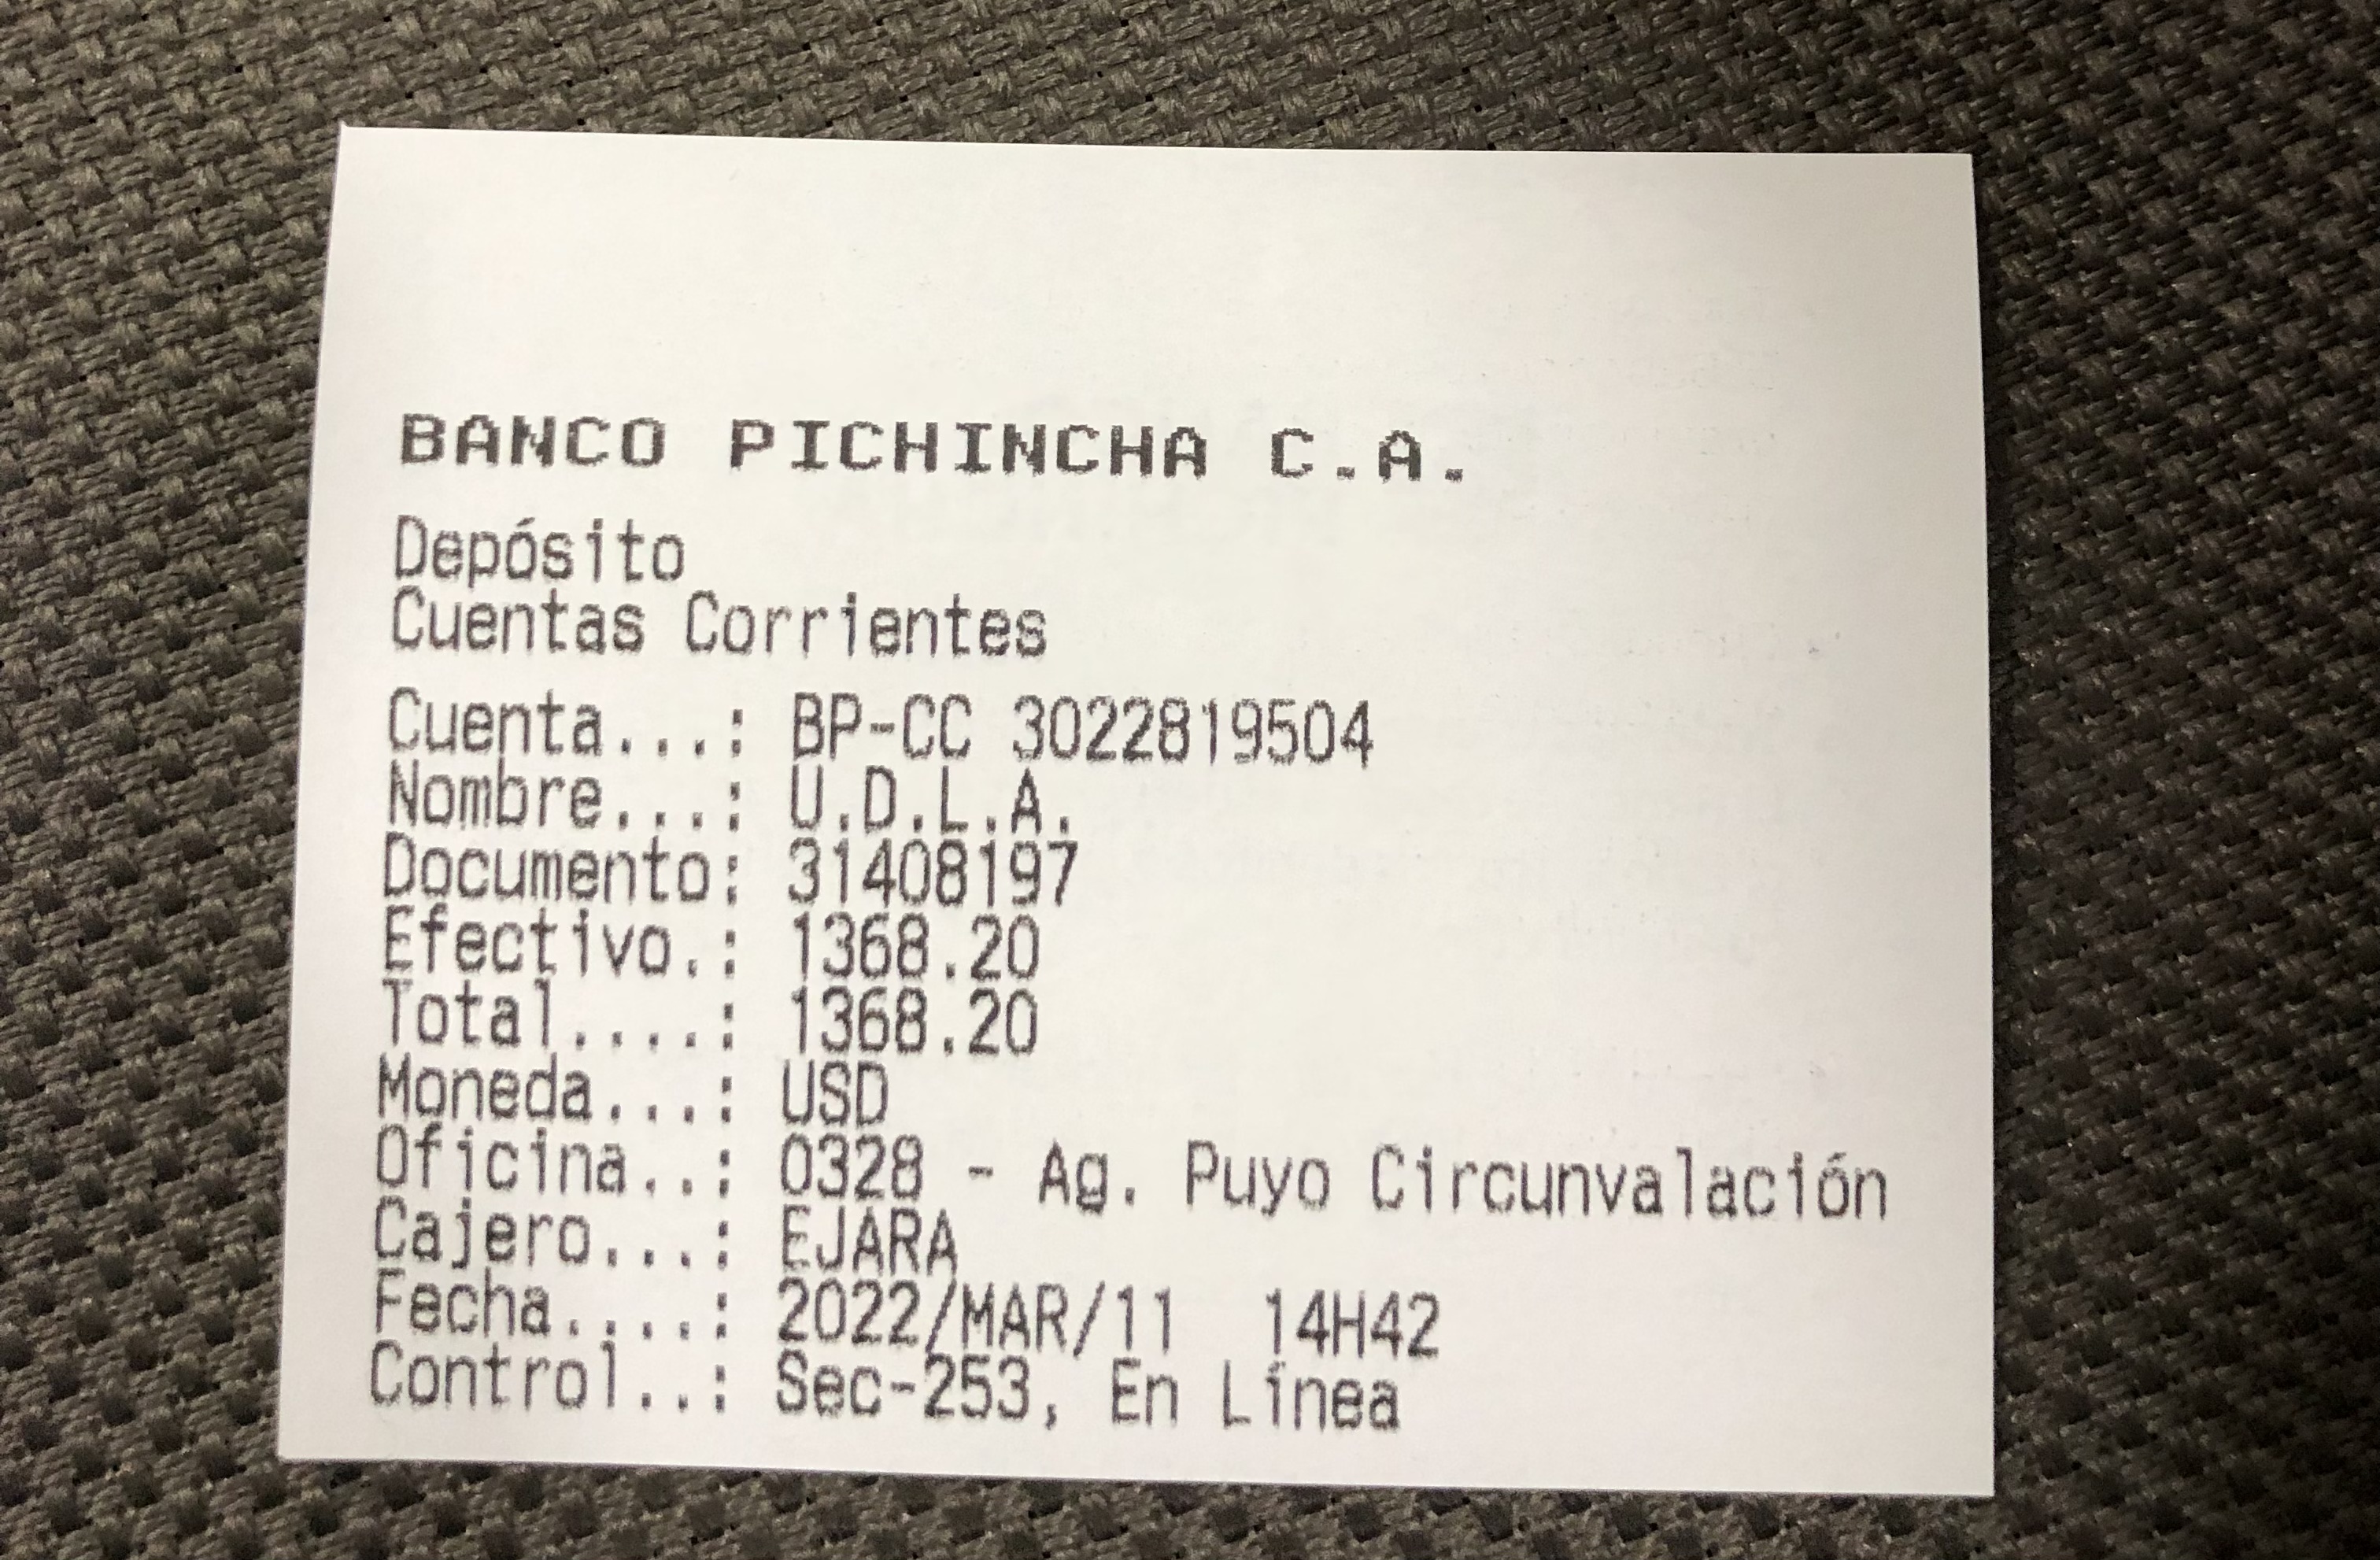 BANCO PICHINCHA C.A.
Depósito
Cuentas Corrientes
Cuenta...: BP-CC 3022819504
Nombre...: U.D.L.A.
Documento: 31408197
Efectivo.: 1368.20
Total....: 1368.20
Moneda...: USD
Oficina..: 0328 - Ag. Puyo Circunvalación
Cajero...: EJARA
Fecha....: 2022/MAR/11  14H42
Control..: Sec-253, En Línea